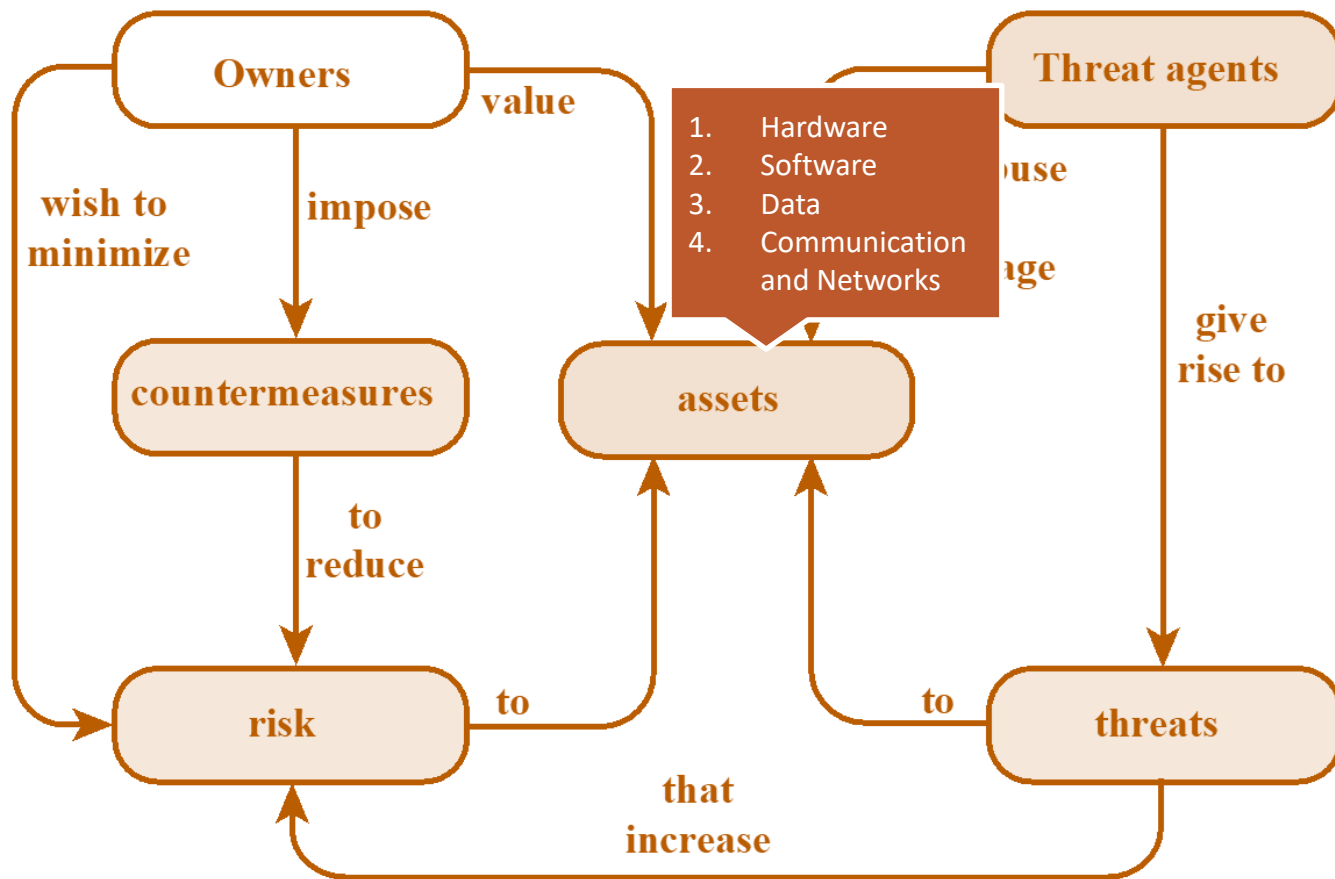 Owners
Threat agents
value
1. Hardware
2. Software
3. Data
4. Communication
and Networks
wish to
minimize
impose
give
rise to
countermeasures
assets
to
reduce
risk
to
to
threats
that
increase